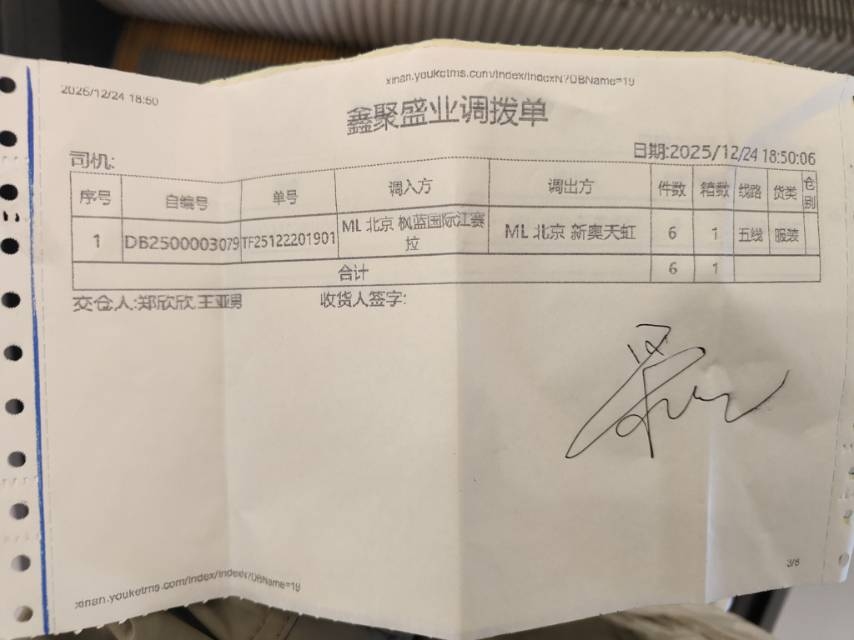 2025/12/24 18:50
xinan.youketms.com/Index/IndexN?DBName=19
鑫聚盛业调拨单
司机:
日期:2025/12/24 18:50:06
序号 自编号 单号 调入方 调出方 件数 箱数 线路 货类 仓别
1 DB2500003079 TF25122201901 ML 北京 枫蓝国际江赛拉 ML 北京 新奥天虹 6 1 五线 服装
合计 6 1
交仓人:郑欣欣,王亚男 收货人签字:
xinan.youketms.com/Index/IndexN?DBName=19
3/6